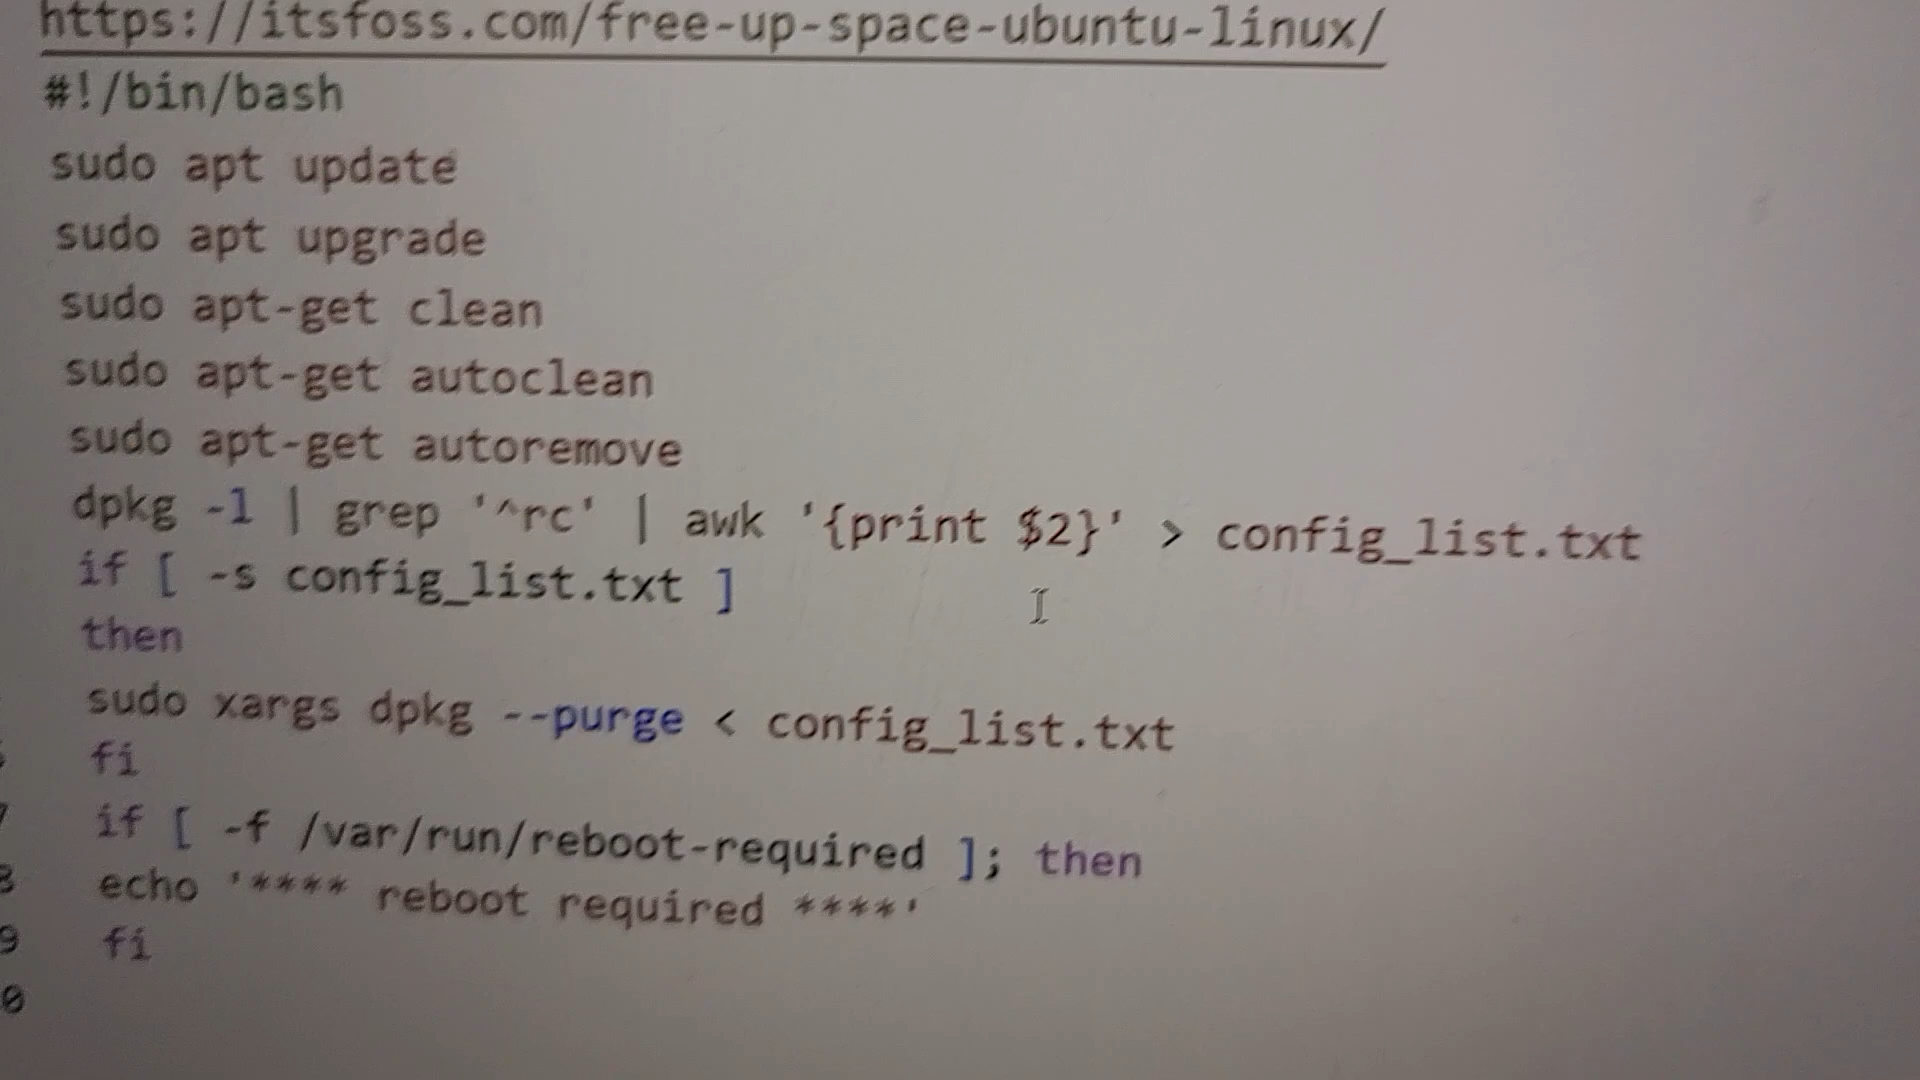 https://itsfoss.com/free-up-space-ubuntu-linux/
#!/bin/bash
sudo apt update
sudo apt upgrade
sudo apt-get clean
sudo apt-get autoclean
sudo apt-get autoremove
dpkg -l | grep '^rc' | awk '{print $2}' > config_list.txt
if [ -s config_list.txt ]
then
sudo xargs dpkg --purge < config_list.txt
fi
if [ -f /var/run/reboot-required ]; then
8 echo '**** reboot required ****'
9 fi
0